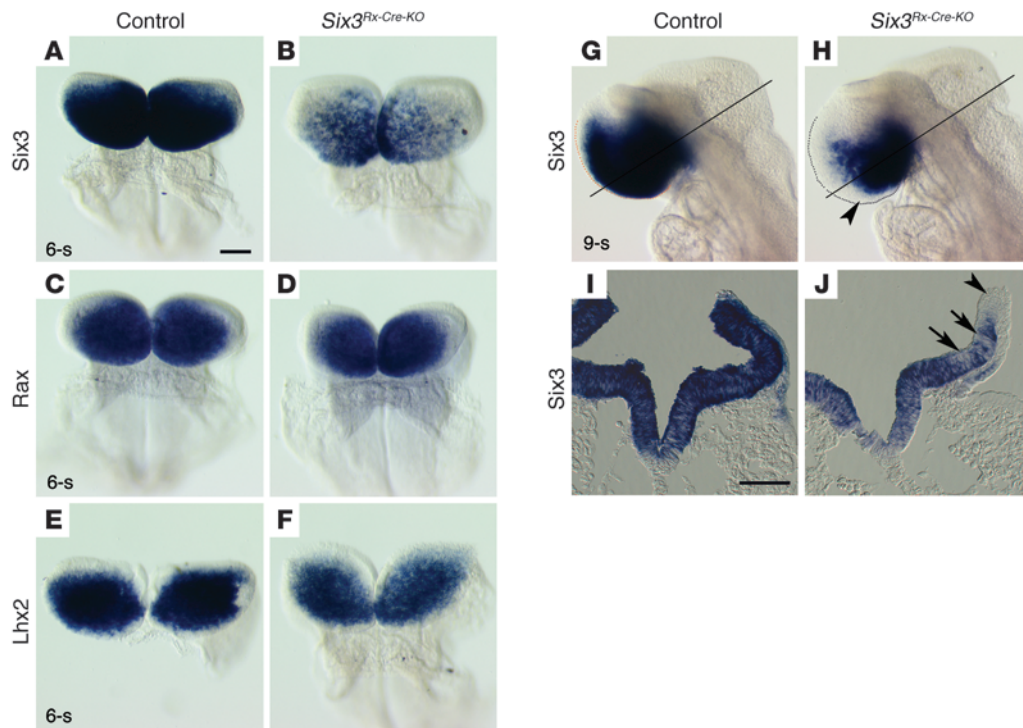 Control
Six3Rx-Cre-KO
Control
Six3Rx-Cre-KO
A
B
G
H
Six3
Six3
6-s
9-s
C
D
I
J
Rax
Six3
6-s
E
F
Lhx2
6-s